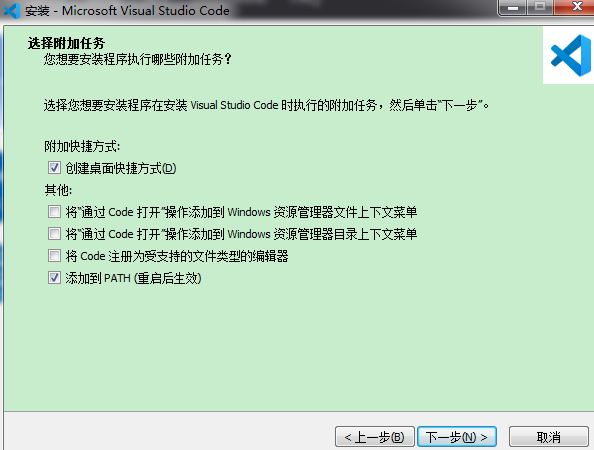 安装 - Microsoft Visual Studio Code
选择附加任务
您想要安装程序执行哪些附加任务？
选择您想要安装程序在安装 Visual Studio Code 时执行的附加任务，然后单击“下一步”。
附加快捷方式:
创建桌面快捷方式(D)
其他:
将“通过 Code 打开”操作添加到 Windows 资源管理器文件上下文菜单
将“通过 Code 打开”操作添加到 Windows 资源管理器目录上下文菜单
将 Code 注册为受支持的文件类型的编辑器
添加到 PATH (重启后生效)
< 上一步(B) 下一步(N) > 取消